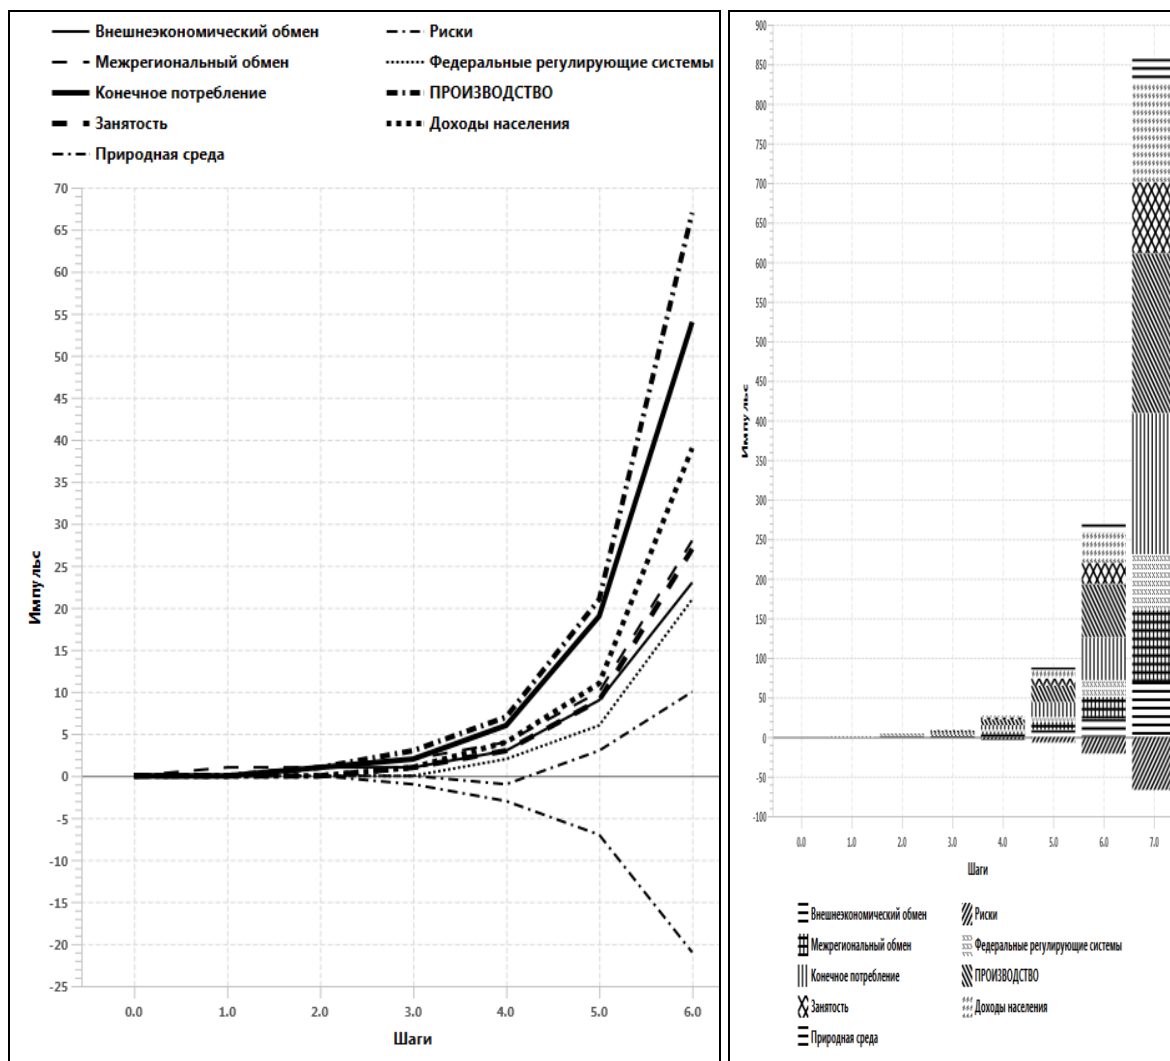 Внешнеэкономический обмен
Риски
Межрегиональный обмен
Федеральные регулирующие системы
Конечное потребление
ПРОИЗВОДСТВО
Занятость
Доходы населения
Природная среда
70
65
60
55
50
45
40
35
30
25
20
15
10
5
0
-5
-10
-15
-20
-25
Импульс
0.0 1.0 2.0 3.0 4.0 5.0 6.0
Шаги
900
850
800
750
700
650
600
550
500
450
400
350
300
250
200
150
100
50
0
-50
-100
Импульс
0.0 1.0 2.0 3.0 4.0 5.0 6.0 7.0
Шаги
Внешнеэкономический обмен
Риски
Межрегиональный обмен
Федеральные регулирующие системы
Конечное потребление
ПРОИЗВОДСТВО
Занятость
Доходы населения
Природная среда